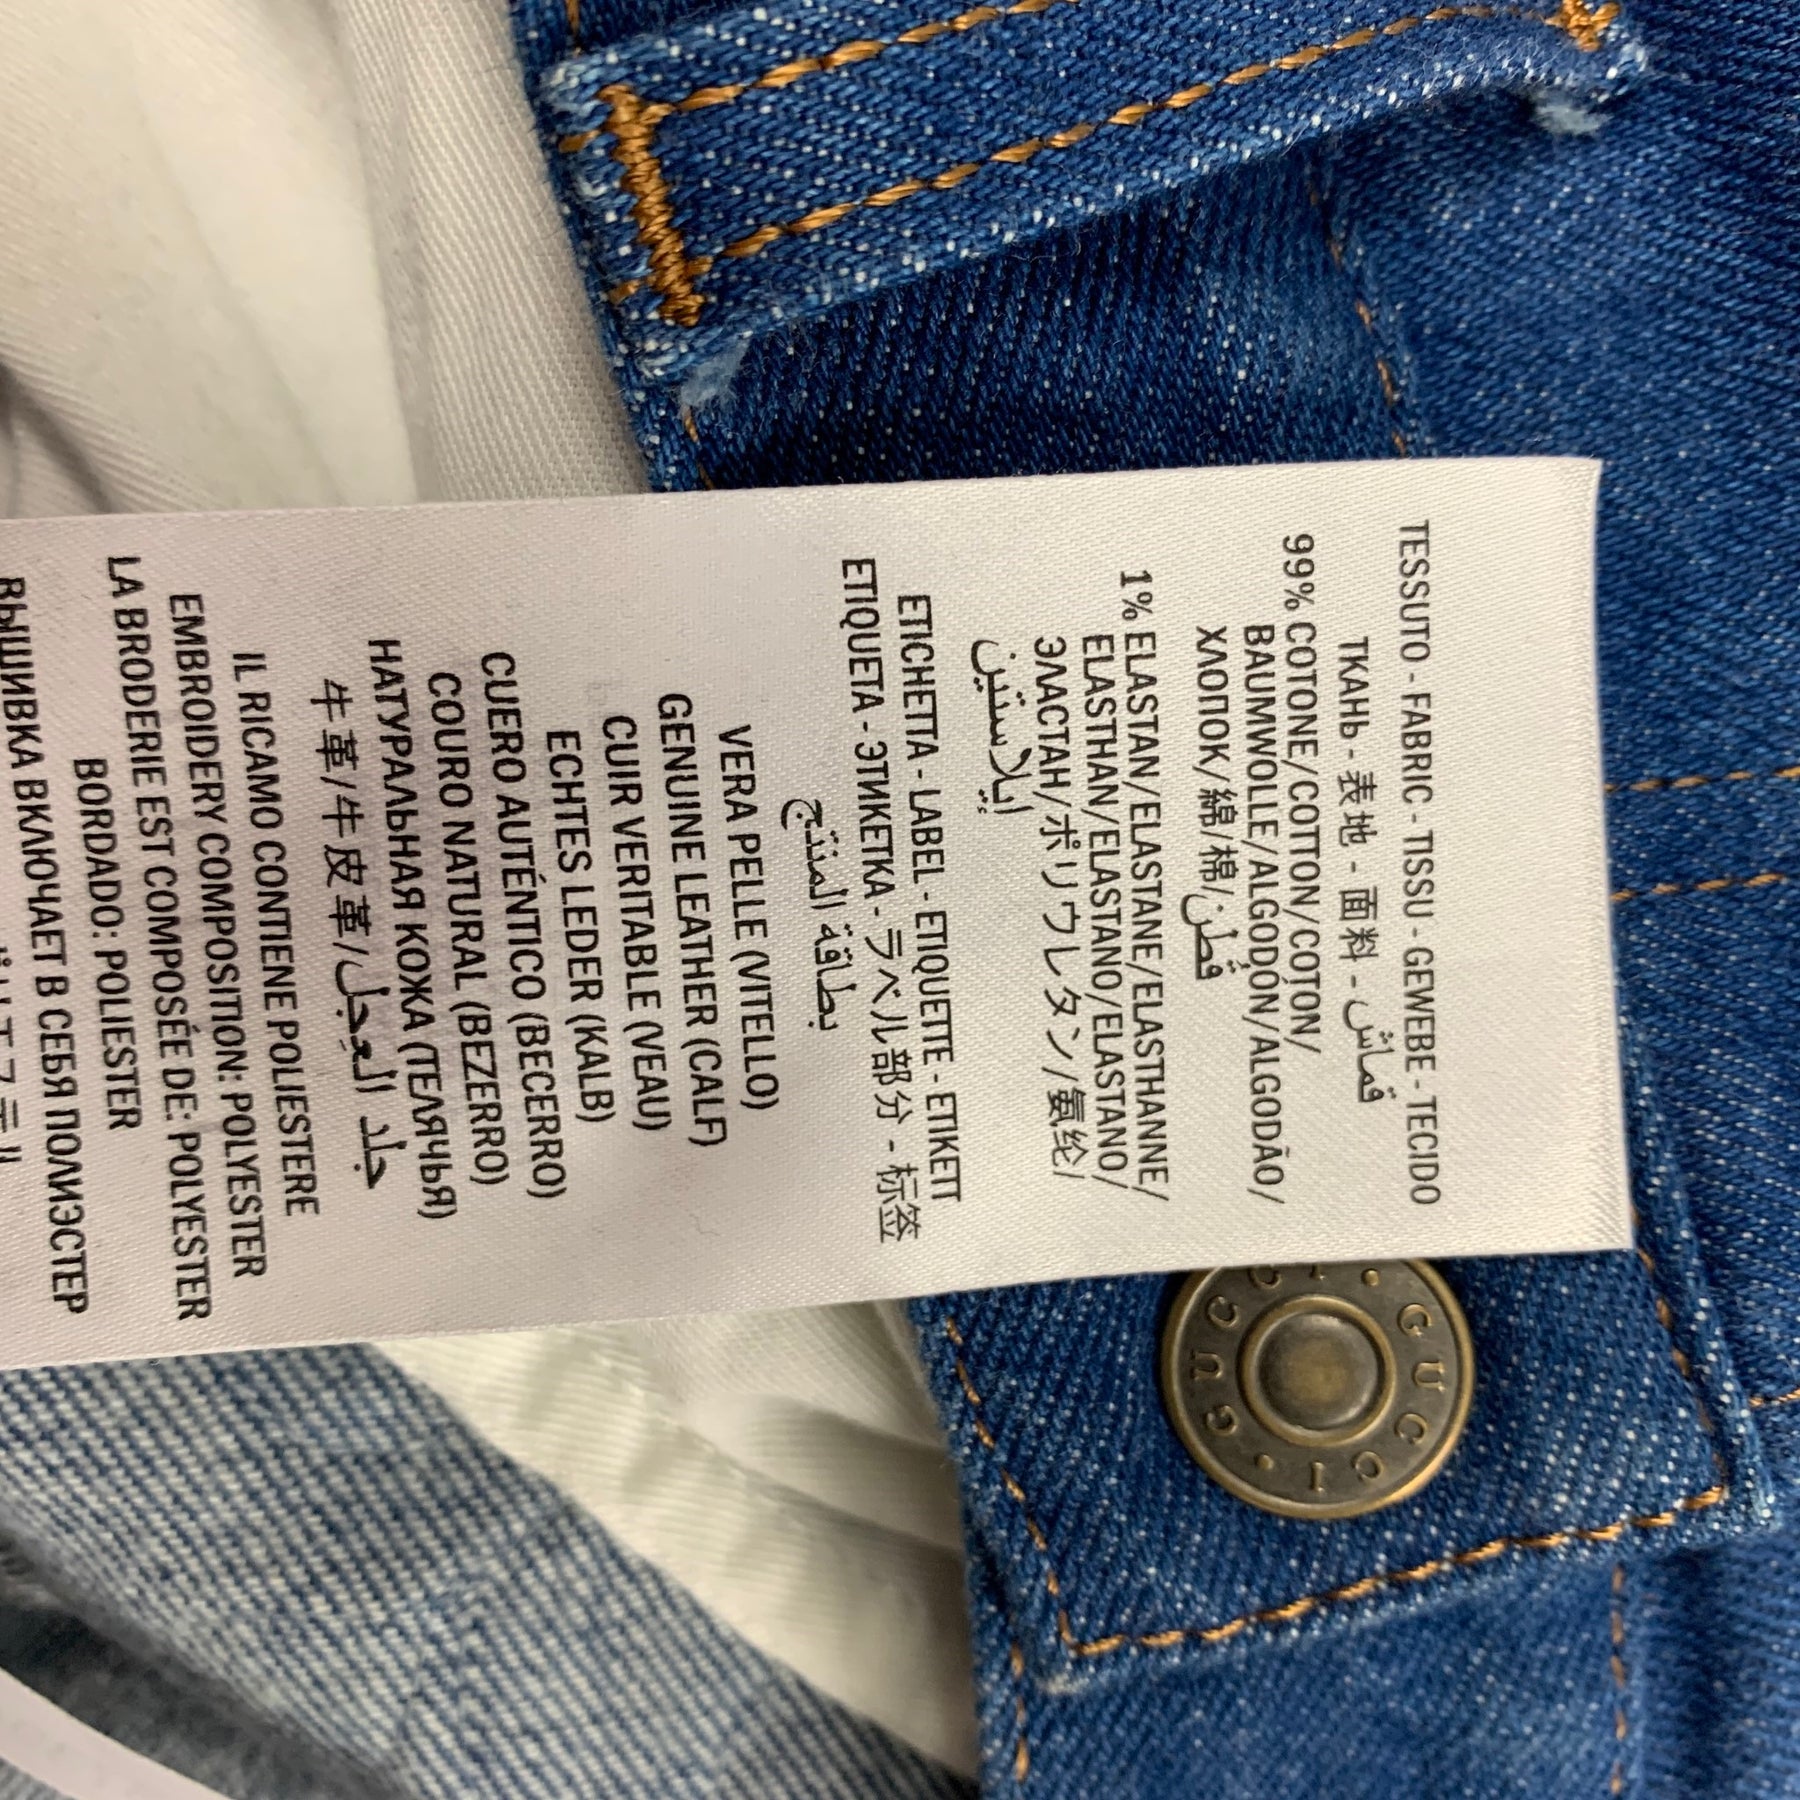 TESSUTO - FABRIC - TISSU - GEWEBE - TECIDO
ТКАНЬ - 表地 - 面料 - قماش
99% COTONE/COTTON/COTON/
BAUMWOLLE/ALGODÓN/ALGODÃO/
ХЛОПОК/綿/棉/قطن
1% ELASTAN/ELASTANE/ELASTHANNE/
ELASTHAN/ELASTANO/ELASTANO/
ЭЛАСТАН/ポリウレタン/氨纶/
إيلاستين
ETICHETTA - LABEL - ETIQUETTE - ETIKETT
ETIQUETA - ЭТИКЕТКА - ラベル部分 - 标签
بطاقة المنتج
VERA PELLE (VITELLO)
GENUINE LEATHER (CALF)
CUIR VERITABLE (VEAU)
ECHTES LEDER (KALB)
CUERO AUTÉNTICO (BECERRO)
COURO NATURAL (BEZERRO)
НАТУРАЛЬНАЯ КОЖА (ТЕЛЯЧЬЯ)
牛革/牛皮革/جلد العِجل
IL RICAMO CONTIENE POLIESTERE
EMBROIDERY COMPOSITION: POLYESTER
LA BRODERIE EST COMPOSÉE DE: POLYESTER
BORDADO: POLIESTER
ВЫШИВКА ВКЛЮЧАЕТ В СЕБЯ ПОЛИЭСТЕР
GUCCI • GUCCI •